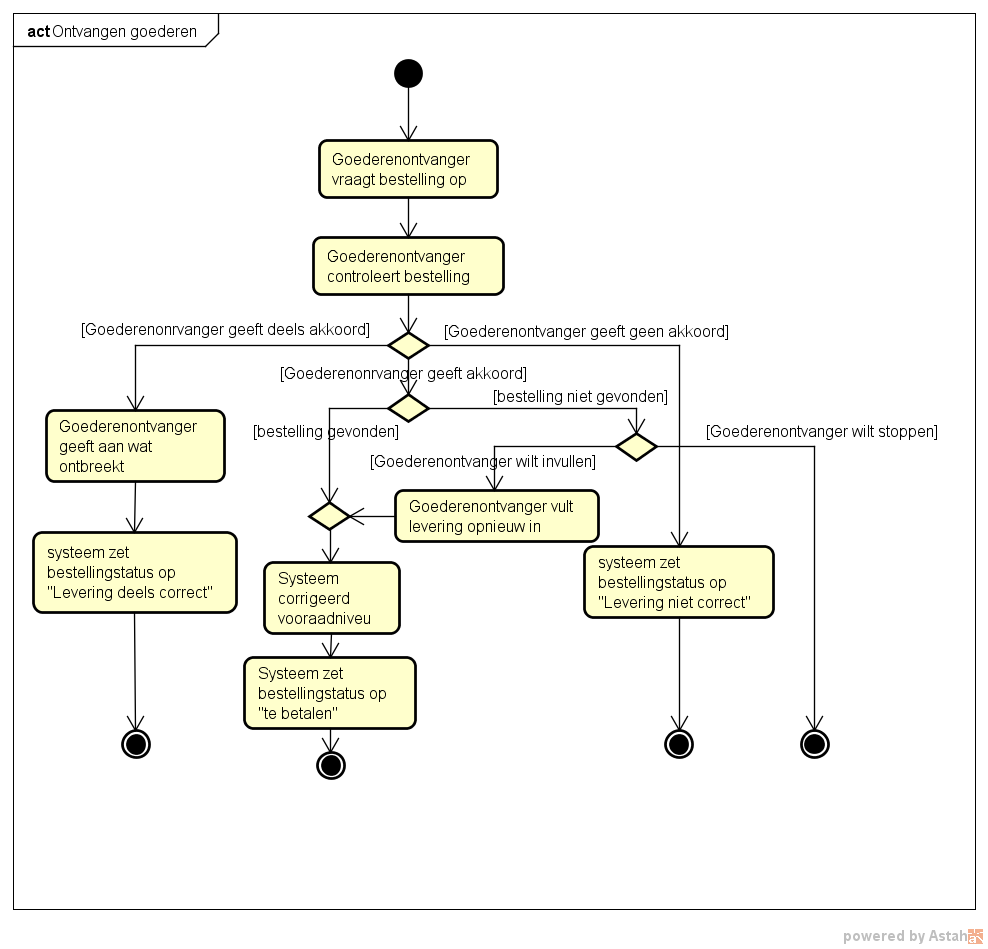 act Ontvangen goederen
Goederenontvanger
vraagt bestelling op
Goederenontvanger
controleert bestelling
[Goederenonrvanger geeft deels akkoord]
[Goederenontvanger geeft geen akkoord]
[Goederenonrvanger geeft akkoord]
[bestelling niet gevonden]
[bestelling gevonden]
[Goederenontvanger wilt stoppen]
Goederenontvanger
geeft aan wat
ontbreekt
[Goederenontvanger wilt invullen]
Goederenontvanger vult
levering opnieuw in
systeem zet
bestellingstatus op
"Levering deels correct"
Systeem
corrigeerd
vooraadniveu
systeem zet
bestellingstatus op
"Levering niet correct"
Systeem zet
bestellingstatus op
"te betalen"
powered by Astah